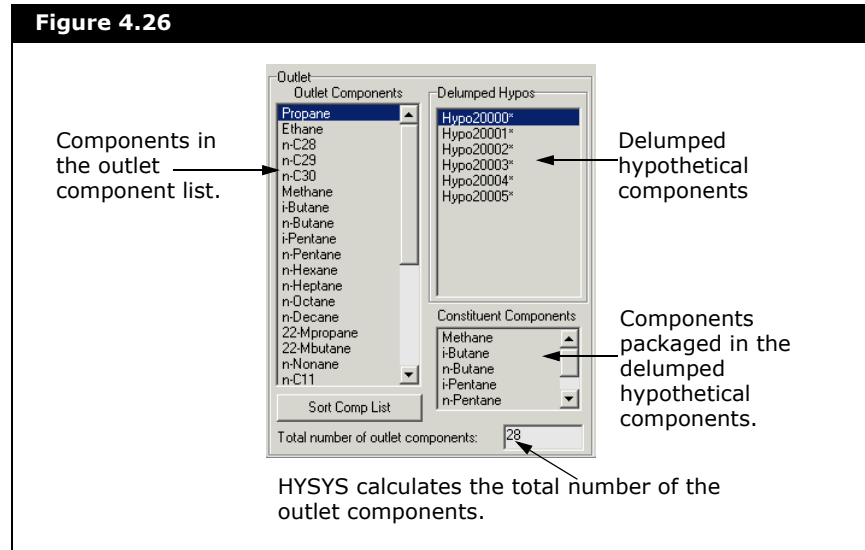 Figure 4.26
Outlet
Outlet Components
Propane
Ethane
n-C28
n-C29
n-C30
Methane
i-Butane
n-Butane
i-Pentane
n-Pentane
n-Hexane
n-Heptane
n-Octane
n-Decane
22-Mpropane
22-Mbutane
n-Nonane
n-C11
Sort Comp List
Delumped Hypos
Hypo20000*
Hypo20001*
Hypo20002*
Hypo20003*
Hypo20004*
Hypo20005*
Constituent Components
Methane
i-Butane
n-Butane
i-Pentane
n-Pentane
Total number of outlet components:
28
Components in
the outlet
component list.
Delumped
hypothetical
components
Components
packaged in the
delumped
hypothetical
components.
HYSYS calculates the total number of the
outlet components.